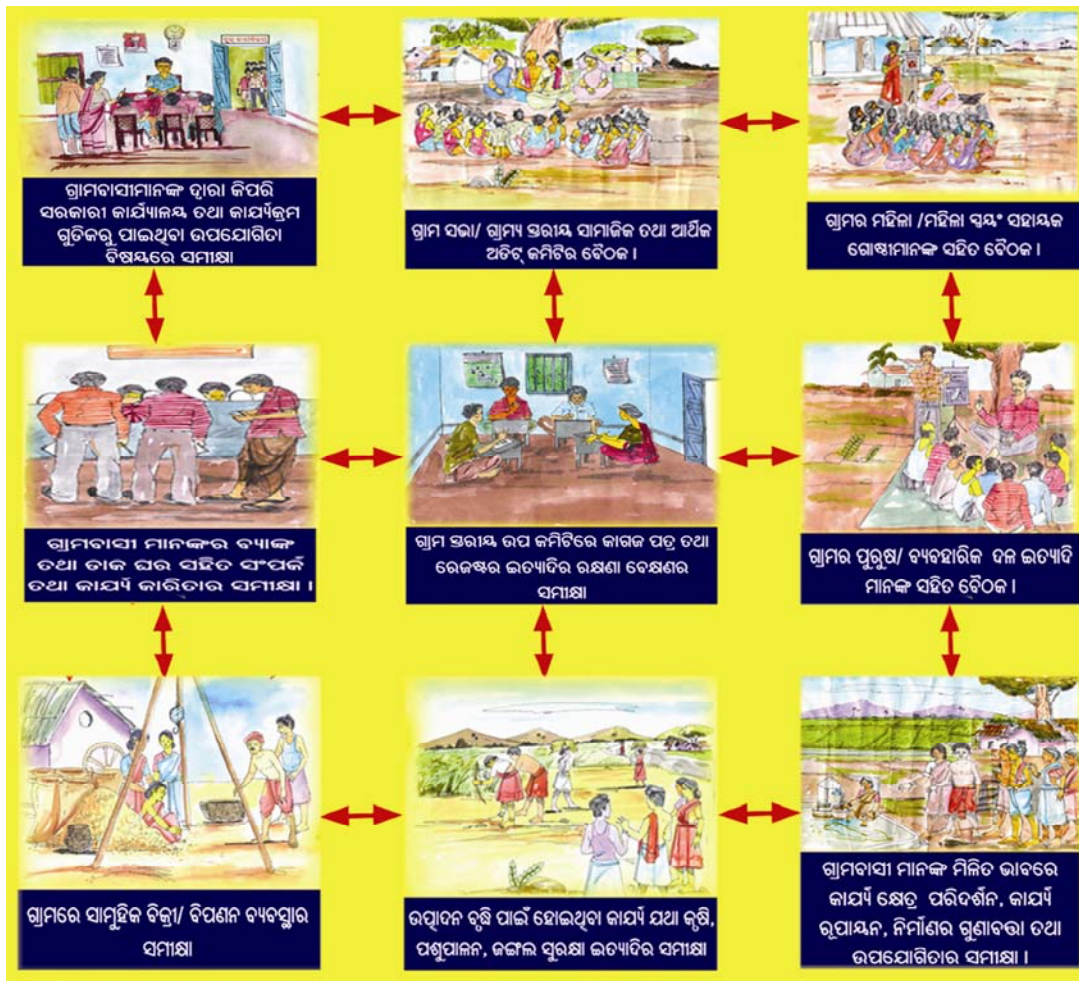 ଗ୍ରାମବାସୀମାନଙ୍କ ଦ୍ୱାରା କିପରି
ସରକାରୀ କାର୍ଯ୍ୟାଳୟ ତଥା କାର୍ଯ୍ୟକ୍ରମ
ଗୁଡିକରୁ ପାଇଥିବା ଉପଯୋଗିତା
ବିଷୟରେ ସମୀକ୍ଷା
ଗ୍ରାମ ସଭା/ ଗ୍ରାମ୍ୟ ସ୍ତରୀୟ ସାମାଜିକ ତଥା ଆର୍ଥିକ
ଅଡିଟ୍ କମିଟିର ବୈଠକ ।
ଗ୍ରାମର ମହିଳା /ମହିଳା ସ୍ୱୟଂ ସହାୟକ
ଗୋଷ୍ଠୀମାନଙ୍କ ସହିତ ବୈଠକ ।
ଗ୍ରାମବାସୀ ମାନଙ୍କର ବ୍ୟାଙ୍କ
ତଥା ଡାକ ଘର ସହିତ ସଂପର୍କ
ତଥା କାର୍ଯ୍ୟ କାରିତାର ସମୀକ୍ଷା ।
ଗ୍ରାମ ସ୍ତରୀୟ ଉପ କମିଟିରେ କାଗଜ ପତ୍ର ତଥା
ରେଜଷ୍ଟର ଇତ୍ୟାଦିର ରକ୍ଷଣା ବେକ୍ଷଣର
ସମୀକ୍ଷା
ଗ୍ରାମର ପୁରୁଷ/ ବ୍ୟବହାରିକ ଦଳ ଇତ୍ୟାଦି
ମାନଙ୍କ ସହିତ ବୈଠକ ।
ଗ୍ରାମରେ ସାମୁହିକ ବିକ୍ରୀ/ ବିପଣନ ବ୍ୟବସ୍ଥାର
ସମୀକ୍ଷା
ଉତ୍ପାଦନ ବୃଦ୍ଧି ପାଇଁ ହୋଇଥିବା କାର୍ଯ୍ୟ ଯଥା କୃଷି,
ପଶୁପାଳନ, ଜଙ୍ଗଲ ସୁରକ୍ଷା ଇତ୍ୟାଦିର ସମୀକ୍ଷା
ଗ୍ରାମବାସୀ ମାନଙ୍କ ମିଳିତ ଭାବରେ
କାର୍ଯ୍ୟ କ୍ଷେତ୍ର ପରିଦର୍ଶନ, କାର୍ଯ୍ୟ
ରୂପାୟନ, ନିର୍ମାଣର ଗୁଣାବତ୍ତା ତଥା
ଉପଯୋଗିତାର ସମୀକ୍ଷା ।